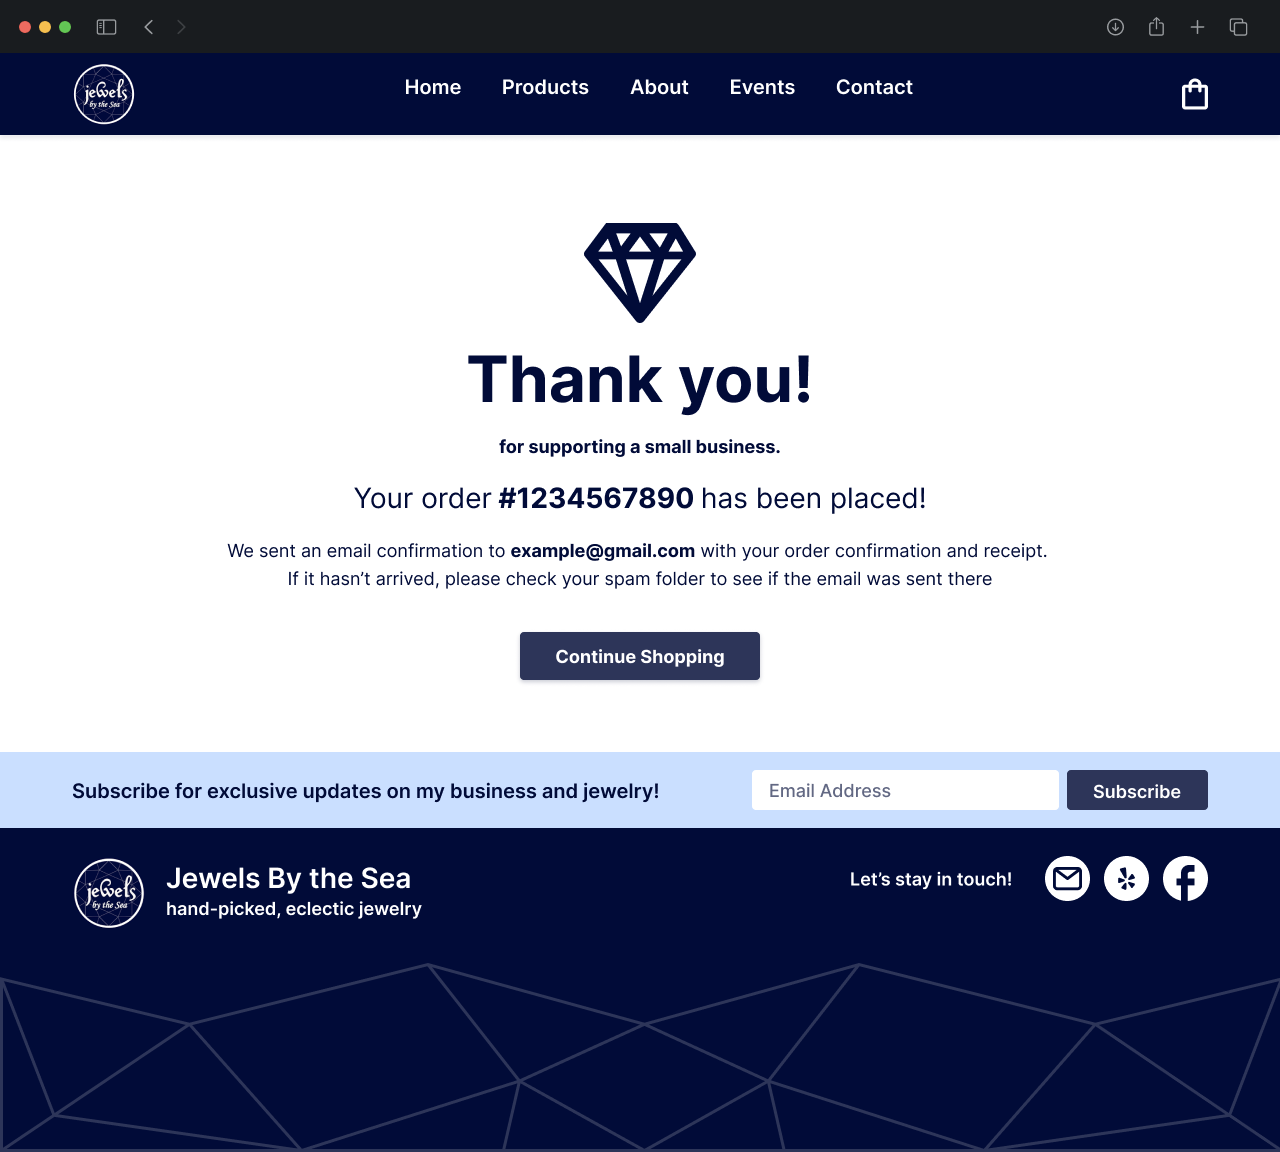 jewels
by the Sea
Home Products About Events Contact
Thank you!
for supporting a small business.
Your order #1234567890 has been placed!
We sent an email confirmation to example@gmail.com with your order confirmation and receipt.
If it hasn’t arrived, please check your spam folder to see if the email was sent there
Continue Shopping
Subscribe for exclusive updates on my business and jewelry!
Email Address
Subscribe
jewels
by the Sea
Jewels By the Sea
hand-picked, eclectic jewelry
Let’s stay in touch!